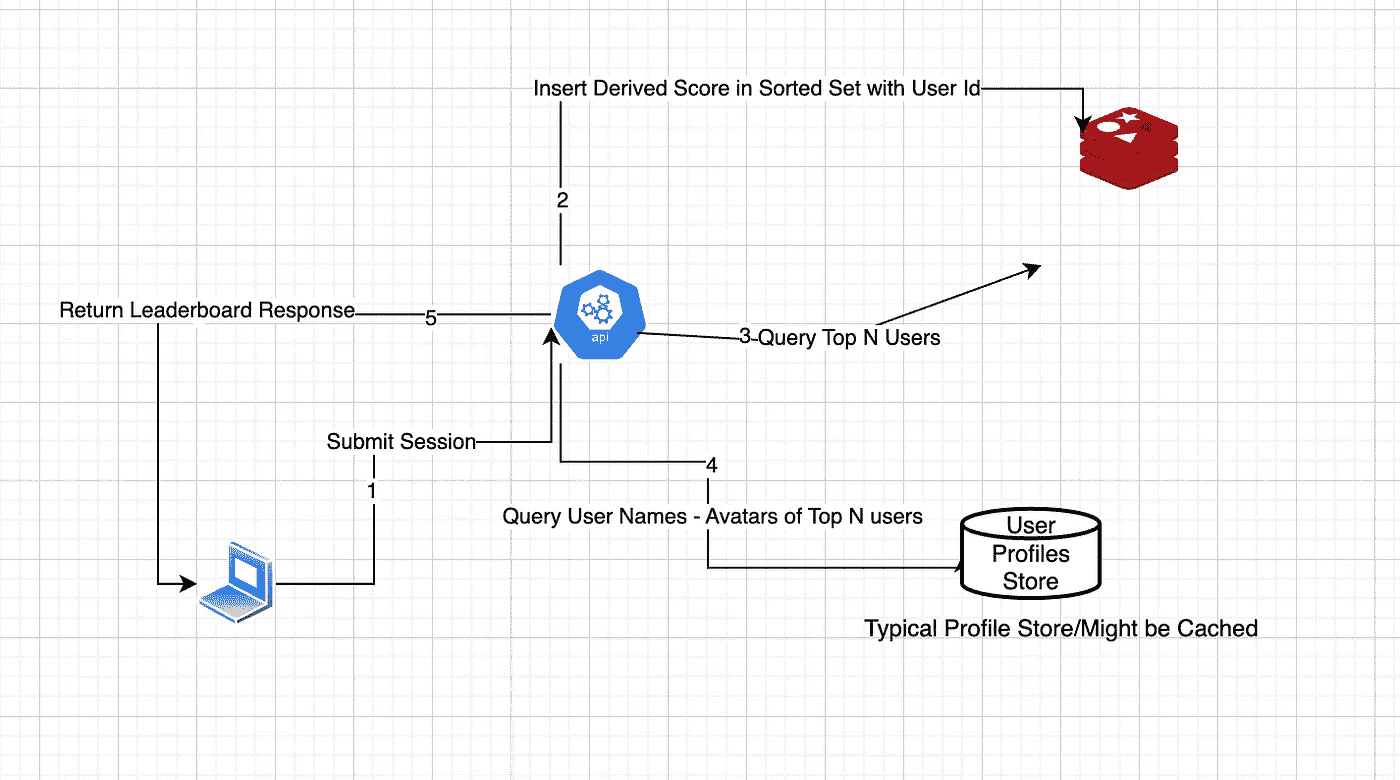 Insert Derived Score in Sorted Set with User Id
2
Return Leaderboard Response
5
api
3
Query Top N Users
Submit Session
1
4
Query User Names - Avatars of Top N users
User
Profiles
Store
Typical Profile Store/Might be Cached